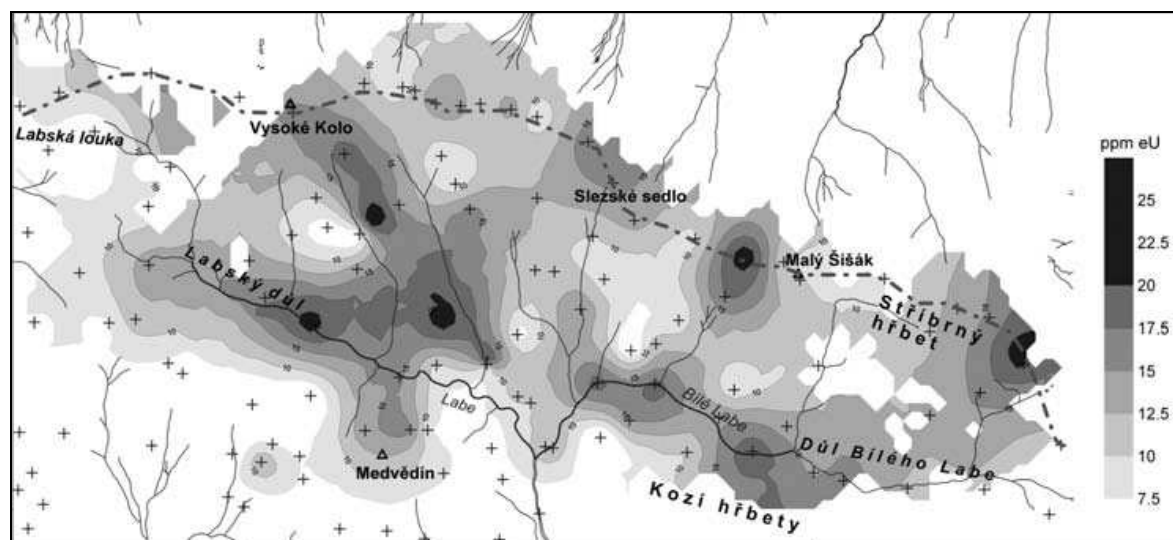 ppm eU
25
22.5
20
17.5
15
12.5
10
7.5
Labská louka
Vysoké Kolo
Slezské sedlo
Malý Šišák
Labský důl
Stříbrný
hřbet
Labe
Bílé Labe
Důl Bílého Labe
Medvědín
Kozí hřbety